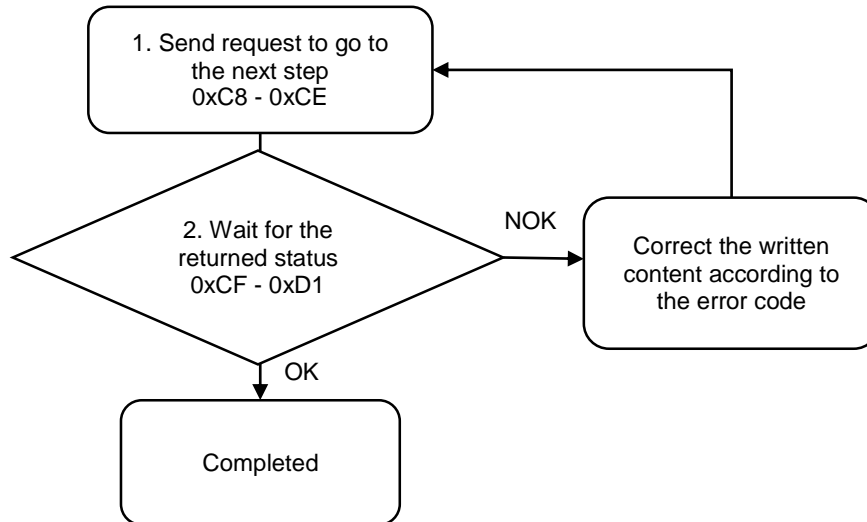 1. Send request to go to
the next step
0xC8 - 0xCE
2. Wait for the
returned status
0xCF - 0xD1
NOK
Correct the written
content according to
the error code
OK
Completed